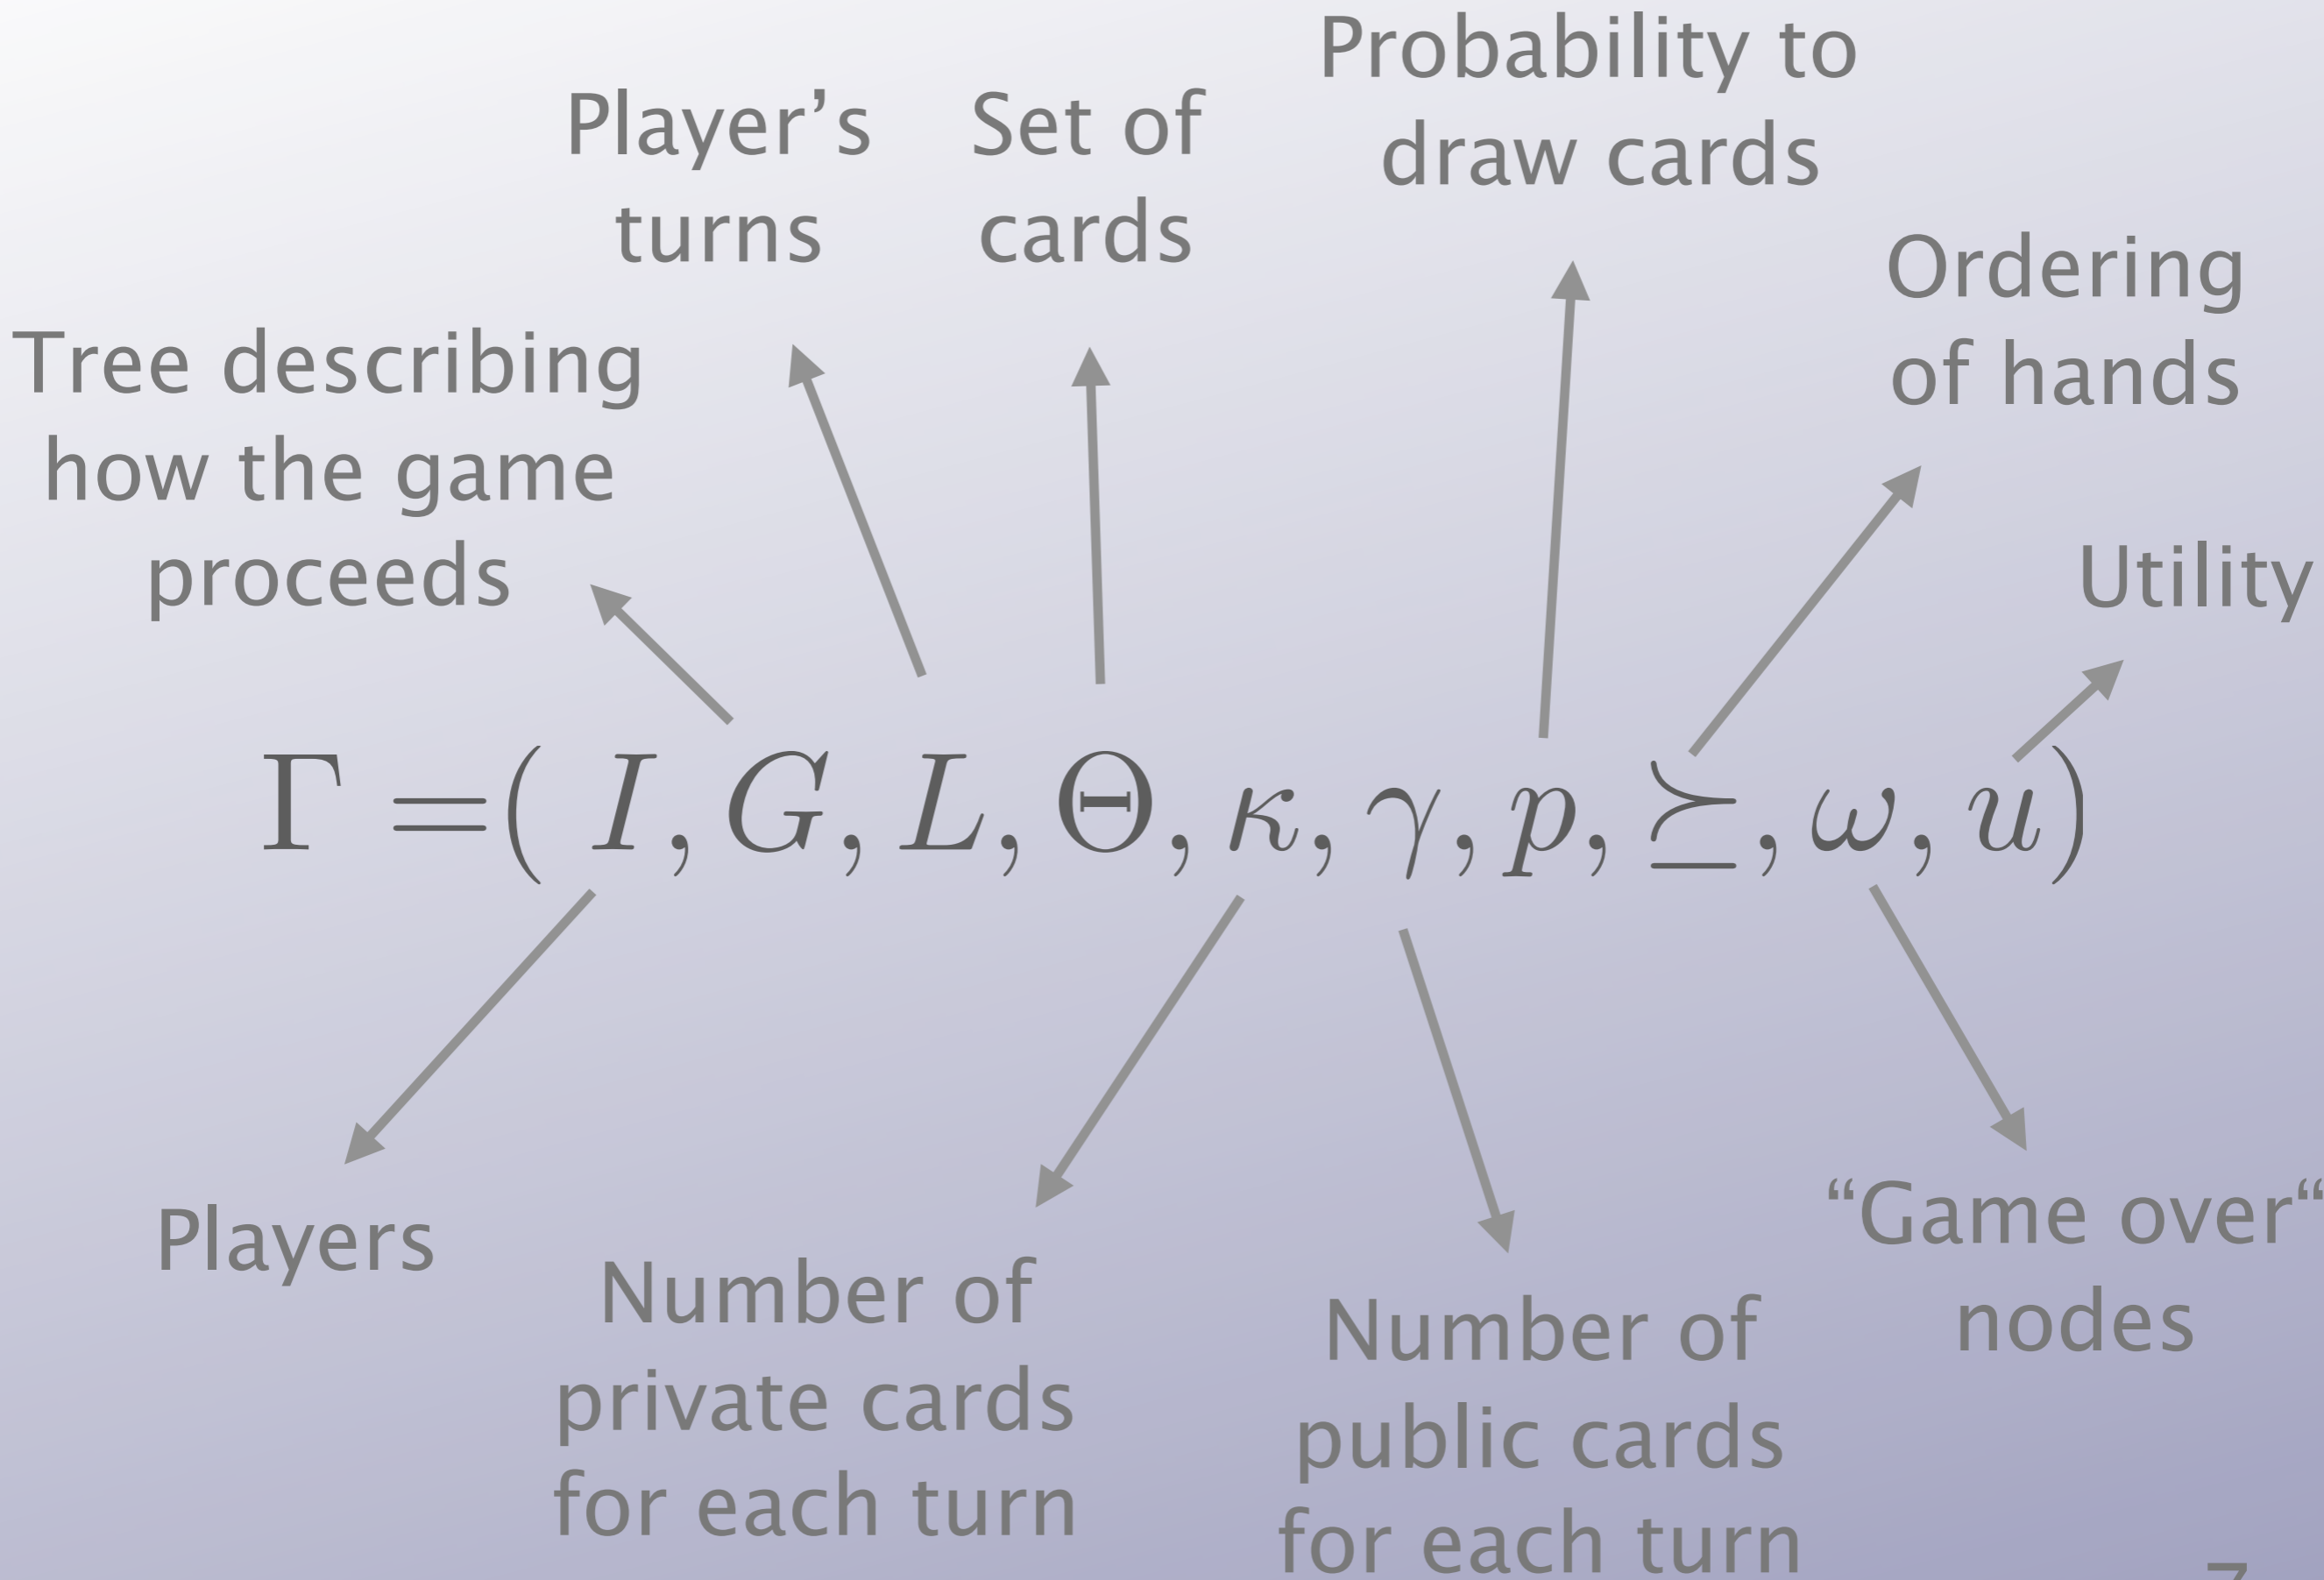 Probability to
draw cards
Player’s
turns
Set of
cards
Ordering
of hands
Tree describing
how the game
proceeds
Utility
Γ =( I, G, L, Θ, κ, γ, p, ⪰, ω, u)
Players
Number of
private cards
for each turn
Number of
public cards
for each turn
“Game over“
nodes
7